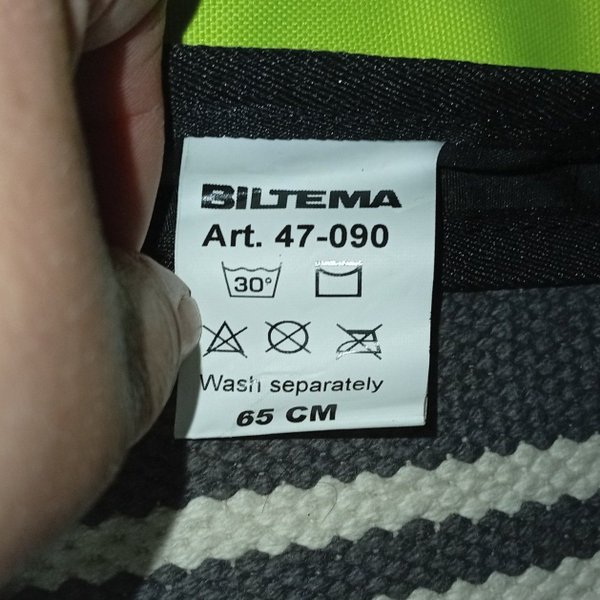 BILTEMA
Art. 47-090
30°
Wash separately
65 CM